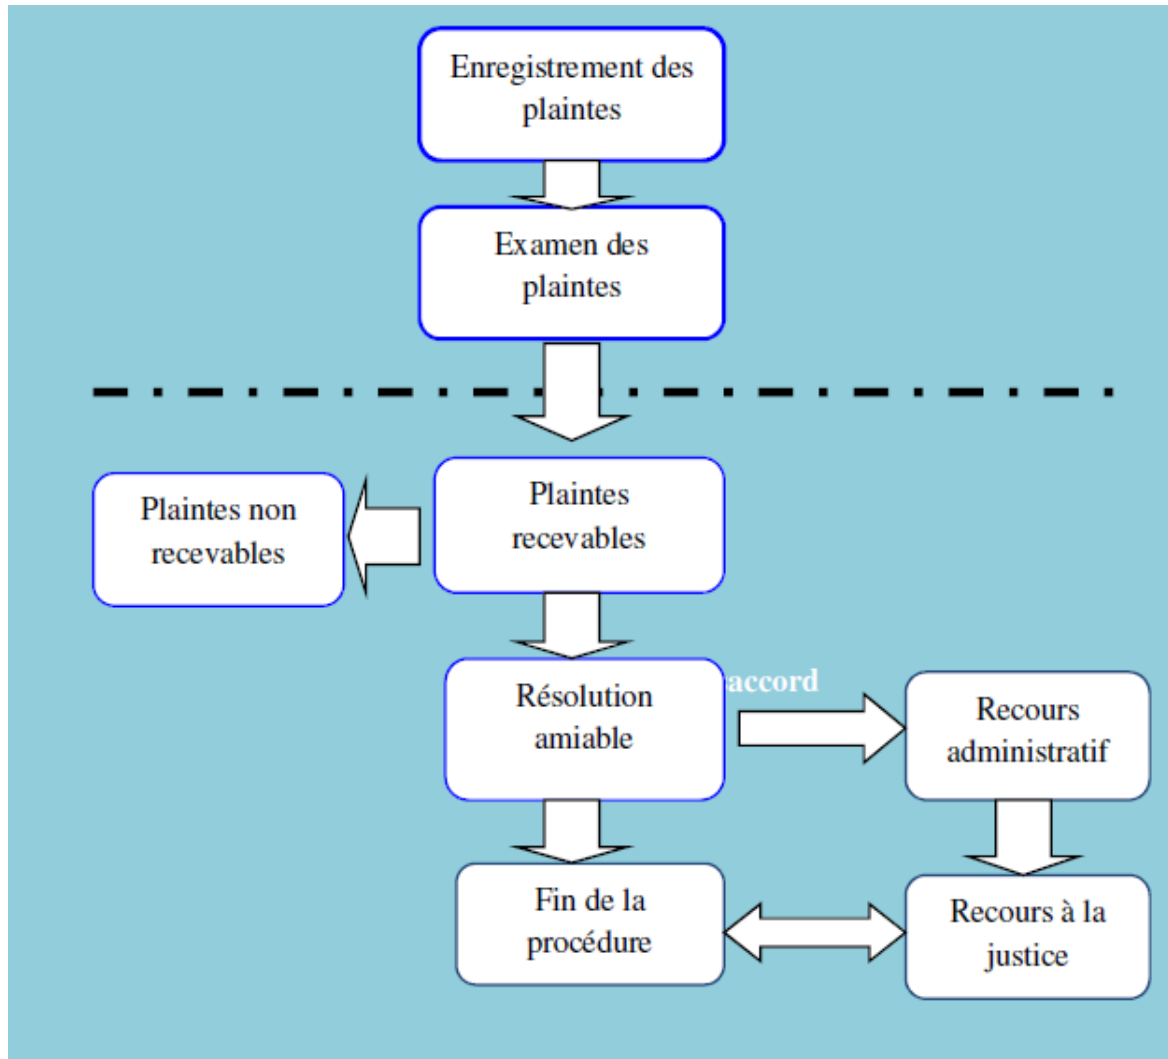 Enregistrement des
plaintes
Examen des
plaintes
Plaintes non
recevables
Plaintes
recevables
Résolution
amiable
accord
Recours
administratif
Fin de la
procédure
Recours à la
justice